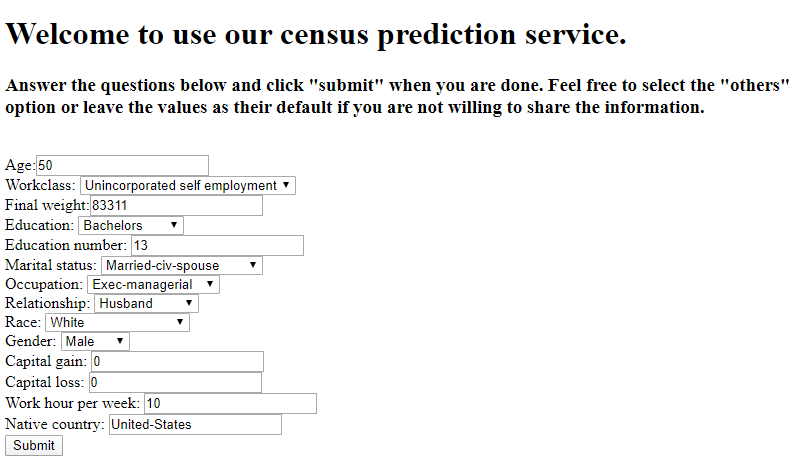 Welcome to use our census prediction service.
Answer the questions below and click "submit" when you are done. Feel free to select the "others"
option or leave the values as their default if you are not willing to share the information.
Age: 50
Workclass: Unincorporated self employment
Final weight: 83311
Education: Bachelors
Education number: 13
Marital status: Married-civ-spouse
Occupation: Exec-managerial
Relationship: Husband
Race: White
Gender: Male
Capital gain: 0
Capital loss: 0
Work hour per week: 10
Native country: United-States
Submit